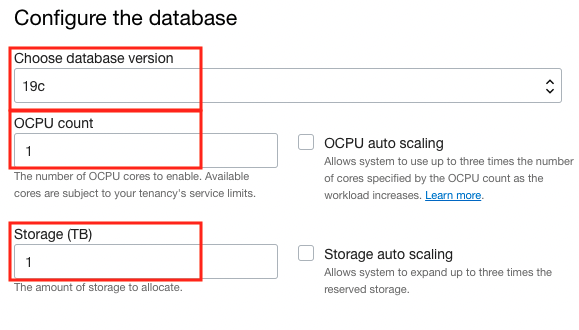 Configure the database
Choose database version
19c
OCPU count
1
The number of OCPU cores to enable. Available
cores are subject to your tenancy's service limits.
OCPU auto scaling
Allows system to use up to three times the number
of cores specified by the OCPU count as the
workload increases. Learn more.
Storage (TB)
1
The amount of storage to allocate.
Storage auto scaling
Allows system to expand up to three times the
reserved storage.